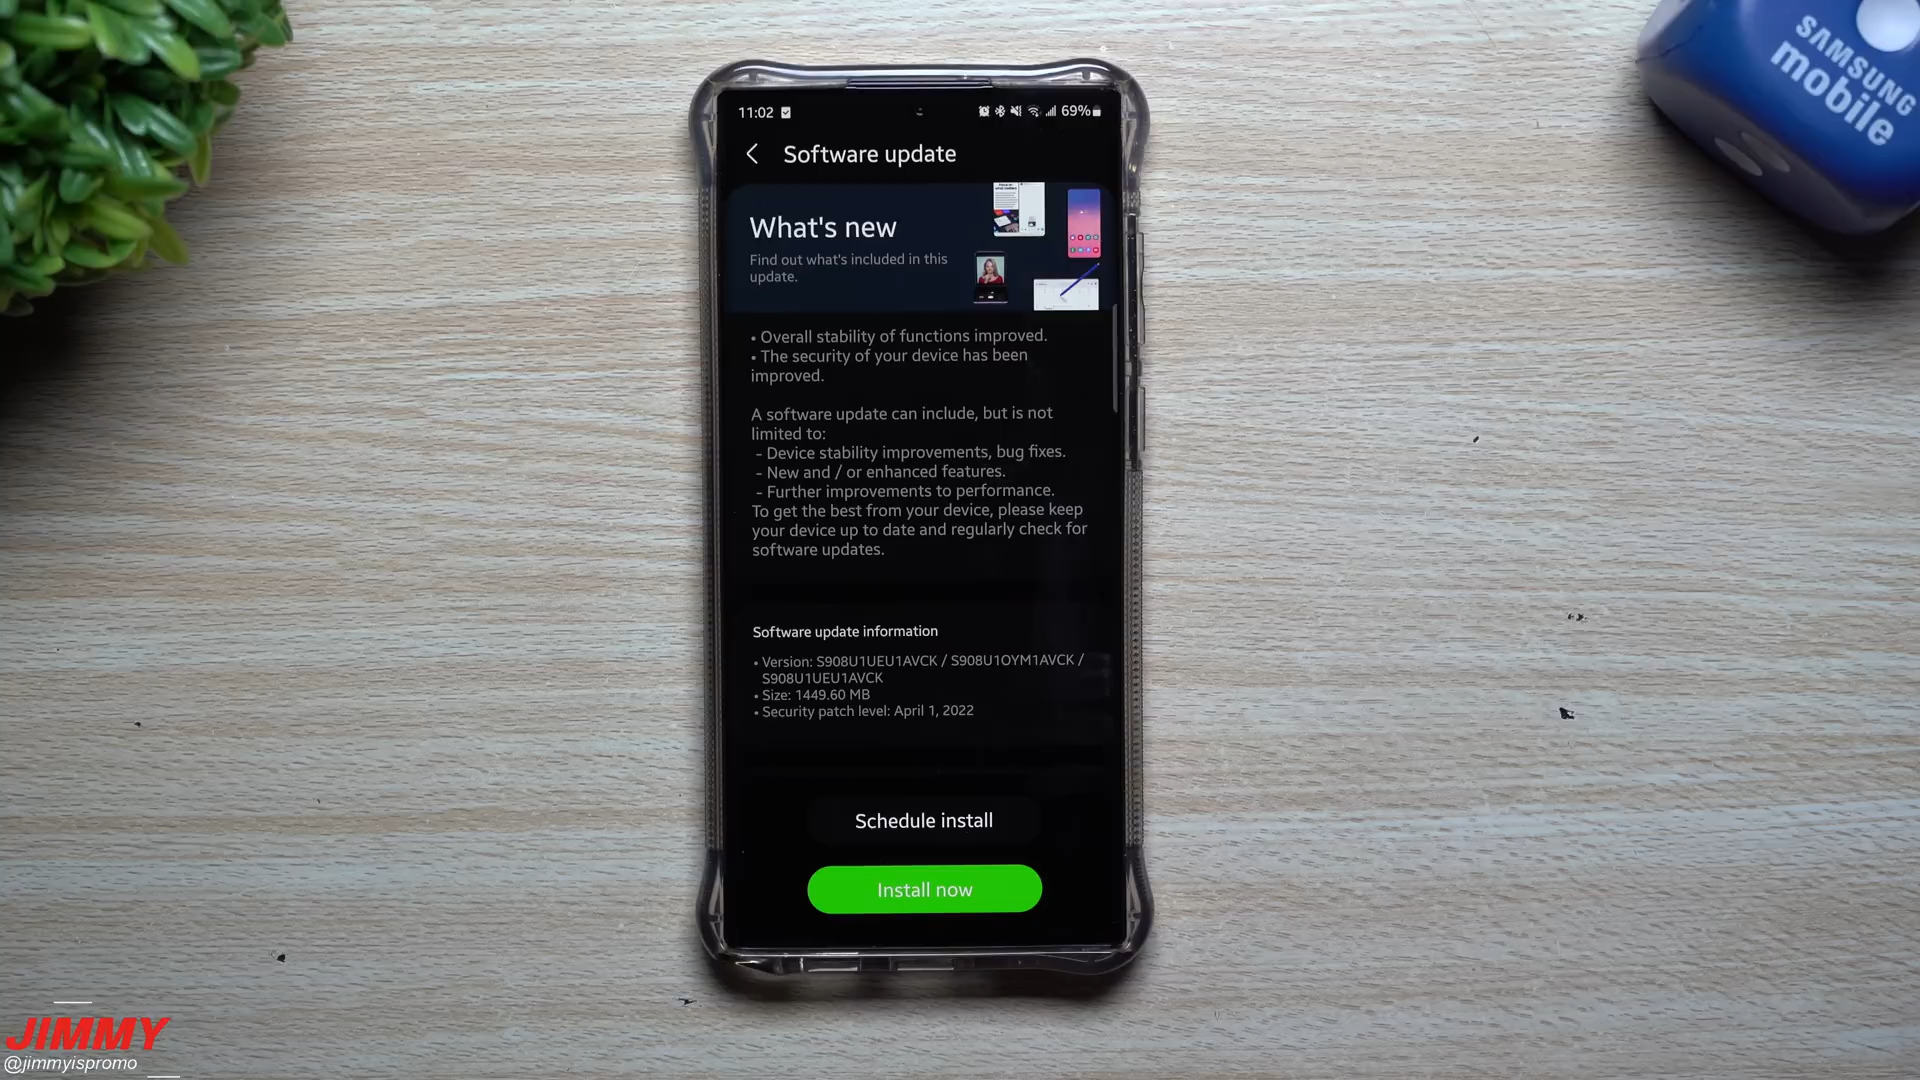 SAMSUNG
mobile
11:02
69%
Software update
What's new
Find out what's included in this
update.
• Overall stability of functions improved.
• The security of your device has been
improved.
A software update can include, but is not
limited to:
- Device stability improvements, bug fixes.
- New and / or enhanced features.
- Further improvements to performance.
To get the best from your device, please keep
your device up to date and regularly check for
software updates.
Software update information
• Version: S908U1UEU1AVCK / S908U1OYM1AVCK /
S908U1UEU1AVCK
• Size: 1449.60 MB
• Security patch level: April 1, 2022
Schedule install
Install now
JIMMY
@jimmyispromo